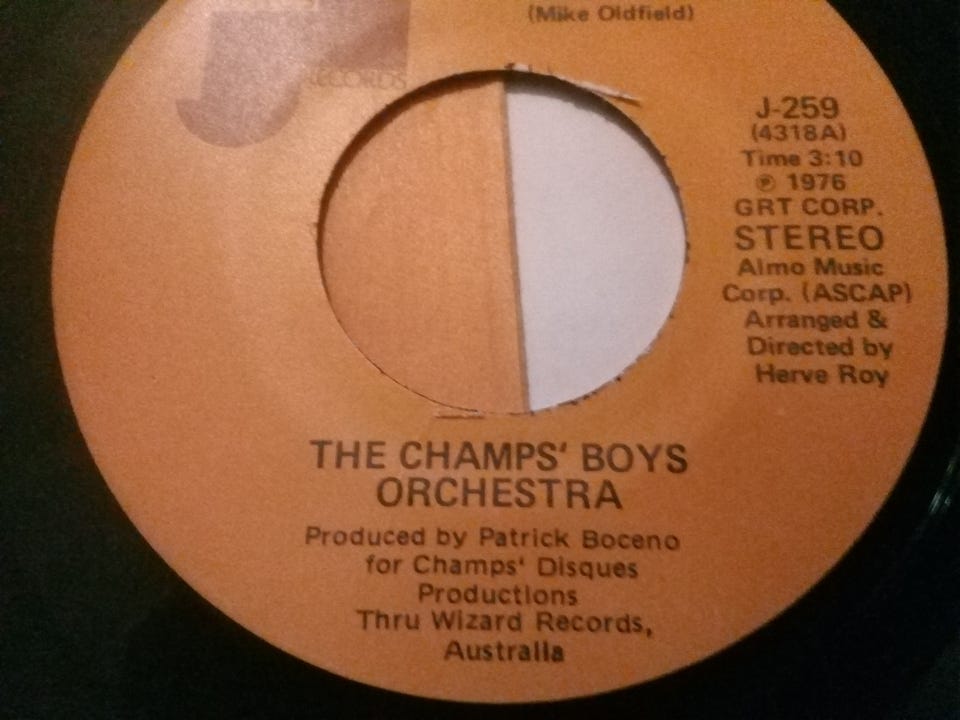 (Mike Oldfield)
RECORDS
J-259
(4318A)
Time 3:10
℗ 1976
GRT CORP.
STEREO
Almo Music
Corp. (ASCAP)
Arranged &
Directed by
Herve Roy
THE CHAMPS' BOYS
ORCHESTRA
Produced by Patrick Boceno
for Champs' Disques
Productions
Thru Wizard Records,
Australia